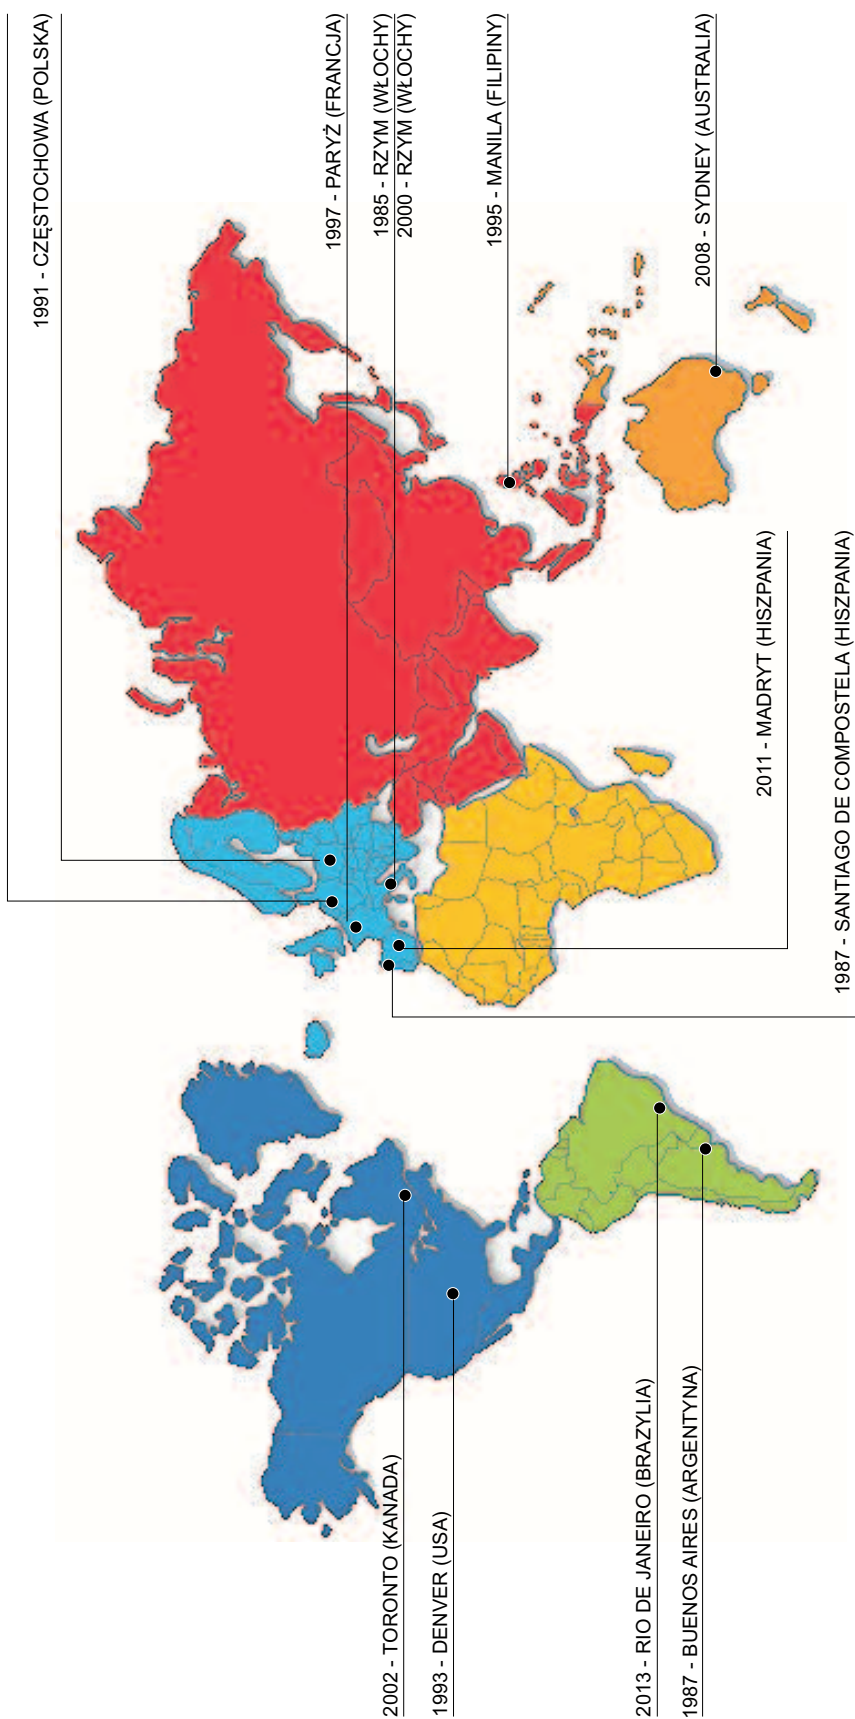 1991 - CZĘSTOCHOWA (POLSKA)
1997 - PARYŻ (FRANCJA)
1985 - RZYM (WŁOCHY)
2000 - RZYM (WŁOCHY)
1995 - MANILA (FILIPINY)
2008 - SYDNEY (AUSTRALIA)
2011 - MADRYT (HISZPANIA)
1987 - SANTIAGO DE COMPOSTELA (HISZPANIA)
2002 - TORONTO (KANADA)
1993 - DENVER (USA)
2013 - RIO DE JANEIRO (BRAZYLIA)
1987 - BUENOS AIRES (ARGENTYNA)